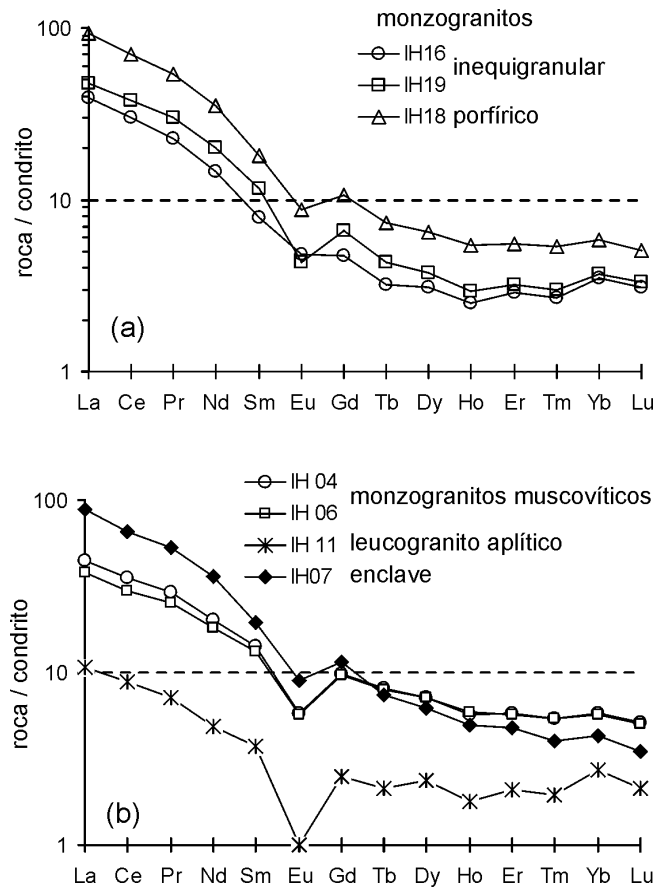 monzogranitos
IH16
inequigranular
IH19
IH18 porfírico
100
10
1
roca / condrito
(a)
La Ce Pr Nd Sm Eu Gd Tb Dy Ho Er Tm Yb Lu
IH 04
monzogranitos muscovíticos
IH 06
IH 11 leucogranito aplítico
IH07 enclave
100
10
1
roca / condrito
(b)
La Ce Pr Nd Sm Eu Gd Tb Dy Ho Er Tm Yb Lu